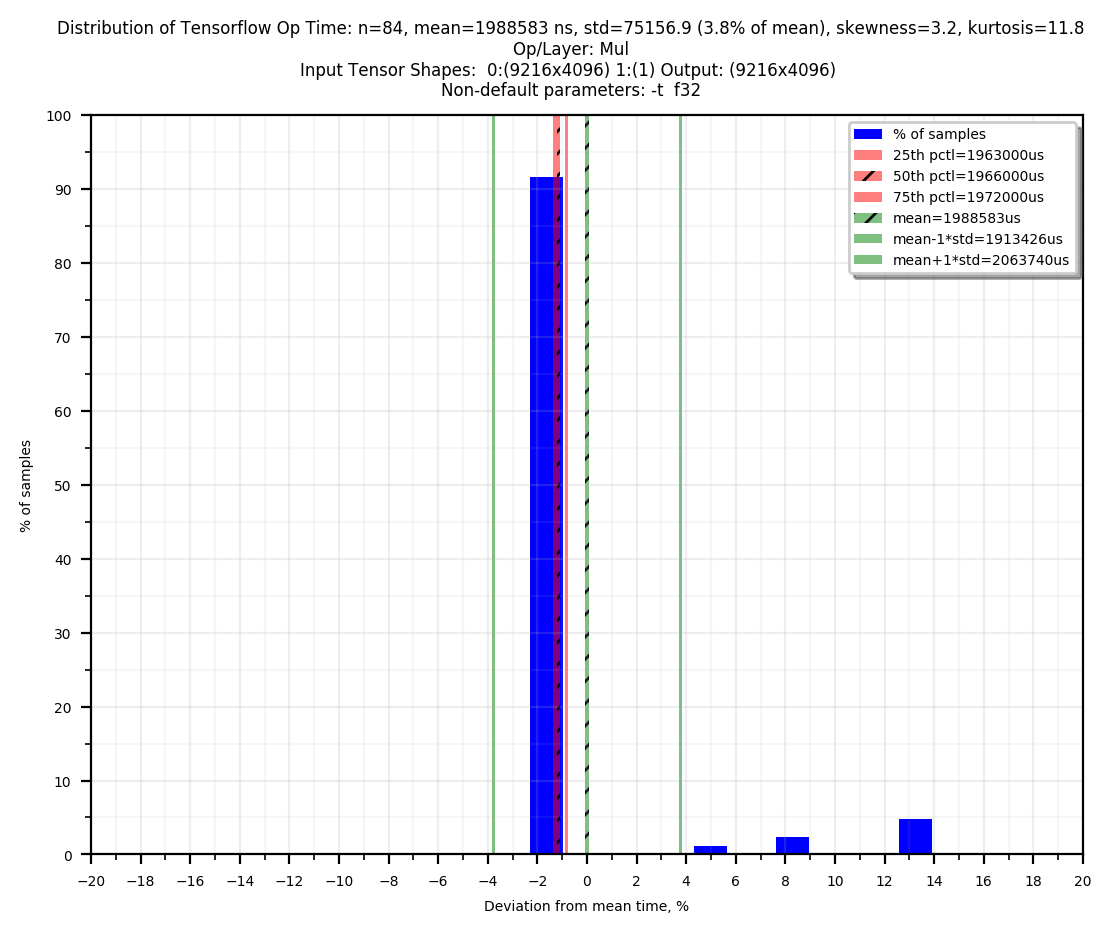 Distribution of Tensorflow Op Time: n=84, mean=1988583 ns, std=75156.9 (3.8% of mean), skewness=3.2, kurtosis=11.8
Op/Layer: Mul
Input Tensor Shapes:  0:(9216x4096) 1:(1) Output: (9216x4096)
Non-default parameters: -t  f32
% of samples
25th pctl=1963000us
50th pctl=1966000us
75th pctl=1972000us
mean=1988583us
mean-1*std=1913426us
mean+1*std=2063740us
100
90
80
70
60
50
40
30
20
10
0
% of samples
−20 −18 −16 −14 −12 −10 −8 −6 −4 −2 0 2 4 6 8 10 12 14 16 18 20
Deviation from mean time, %